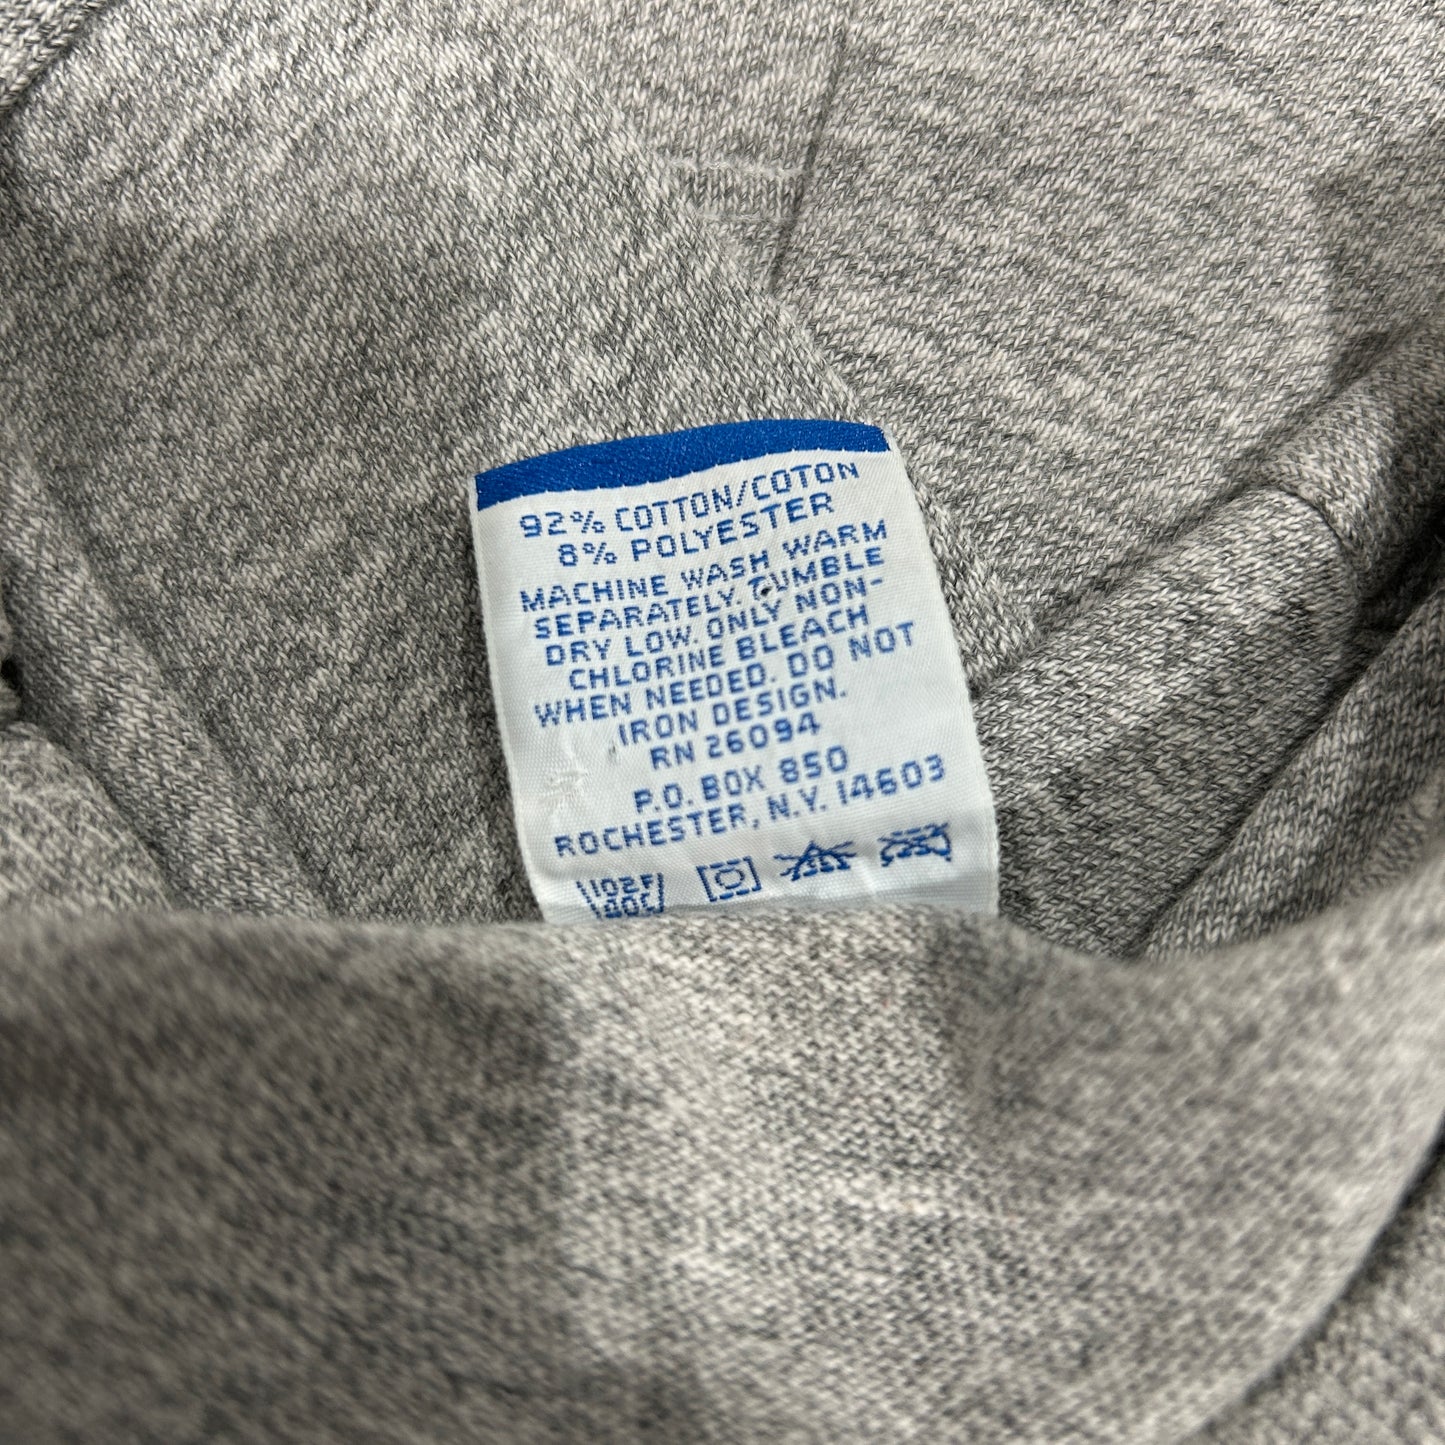 92% COTTON/COTON
8% POLYESTER
MACHINE WASH WARM
SEPARATELY. TUMBLE
DRY LOW. ONLY NON-
CHLORINE BLEACH
WHEN NEEDED. DO NOT
IRON DESIGN.
RN 26094
P.O. BOX 850
ROCHESTER, N.Y. 14603
102F